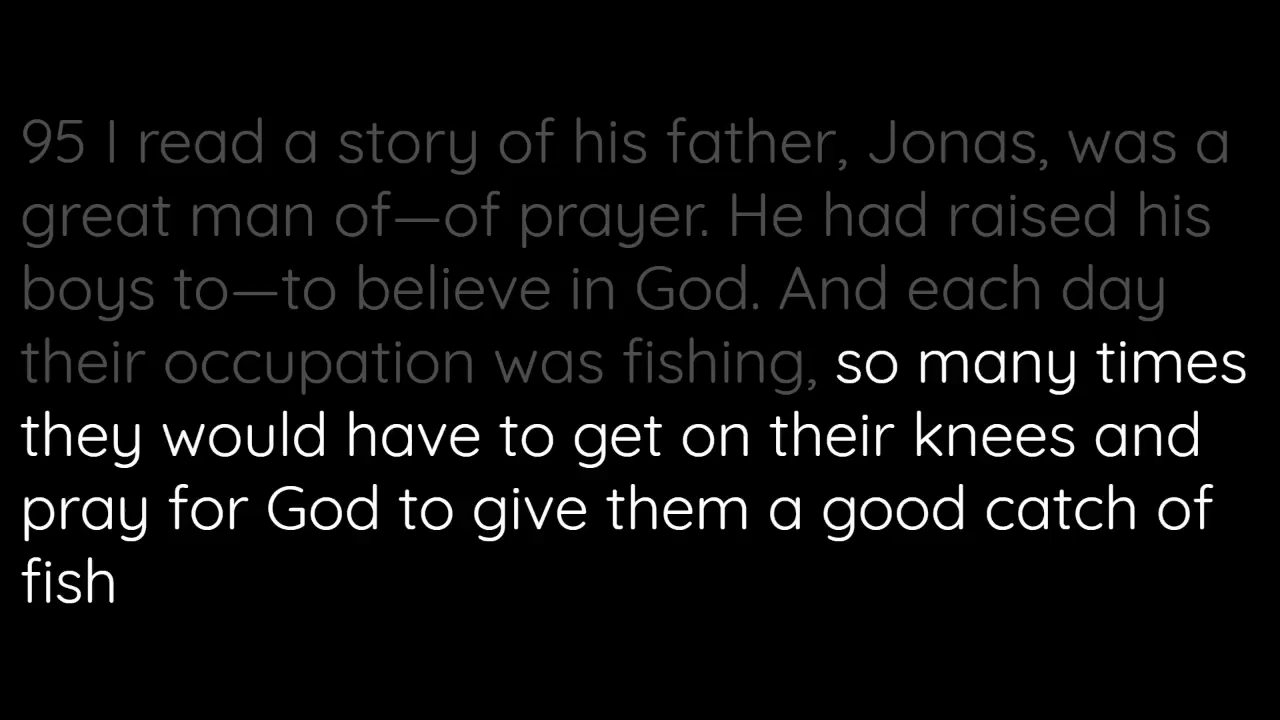 95 I read a story of his father, Jonas, was a
great man of—of prayer. He had raised his
boys to—to believe in God. And each day
their occupation was fishing, so many times
they would have to get on their knees and
pray for God to give them a good catch of
fish